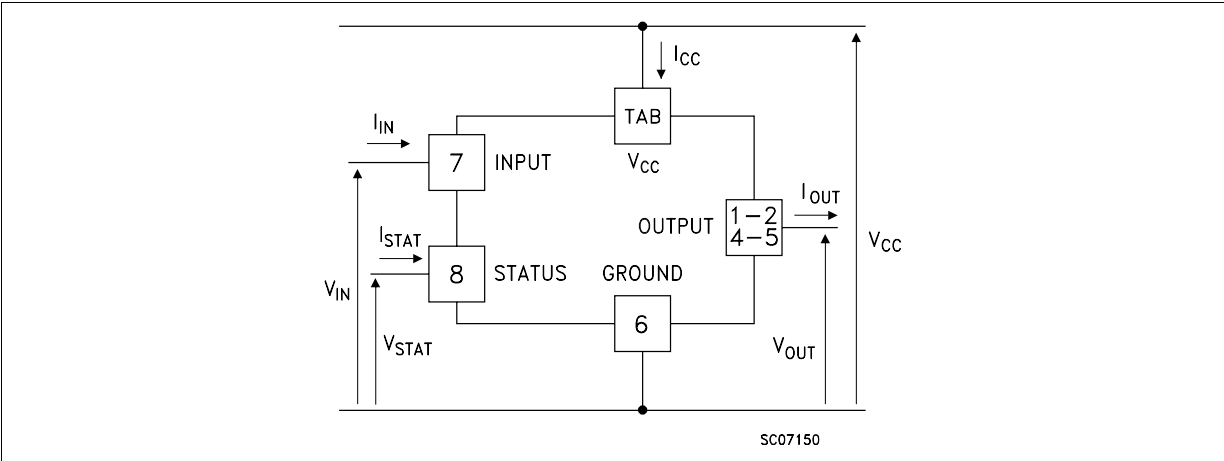 I_CC
TAB
V_CC
I_IN
7 INPUT
I_OUT
1–2
4–5
OUTPUT
V_CC
I_STAT
8 STATUS
GROUND
6
V_IN
V_STAT
V_OUT
SC07150